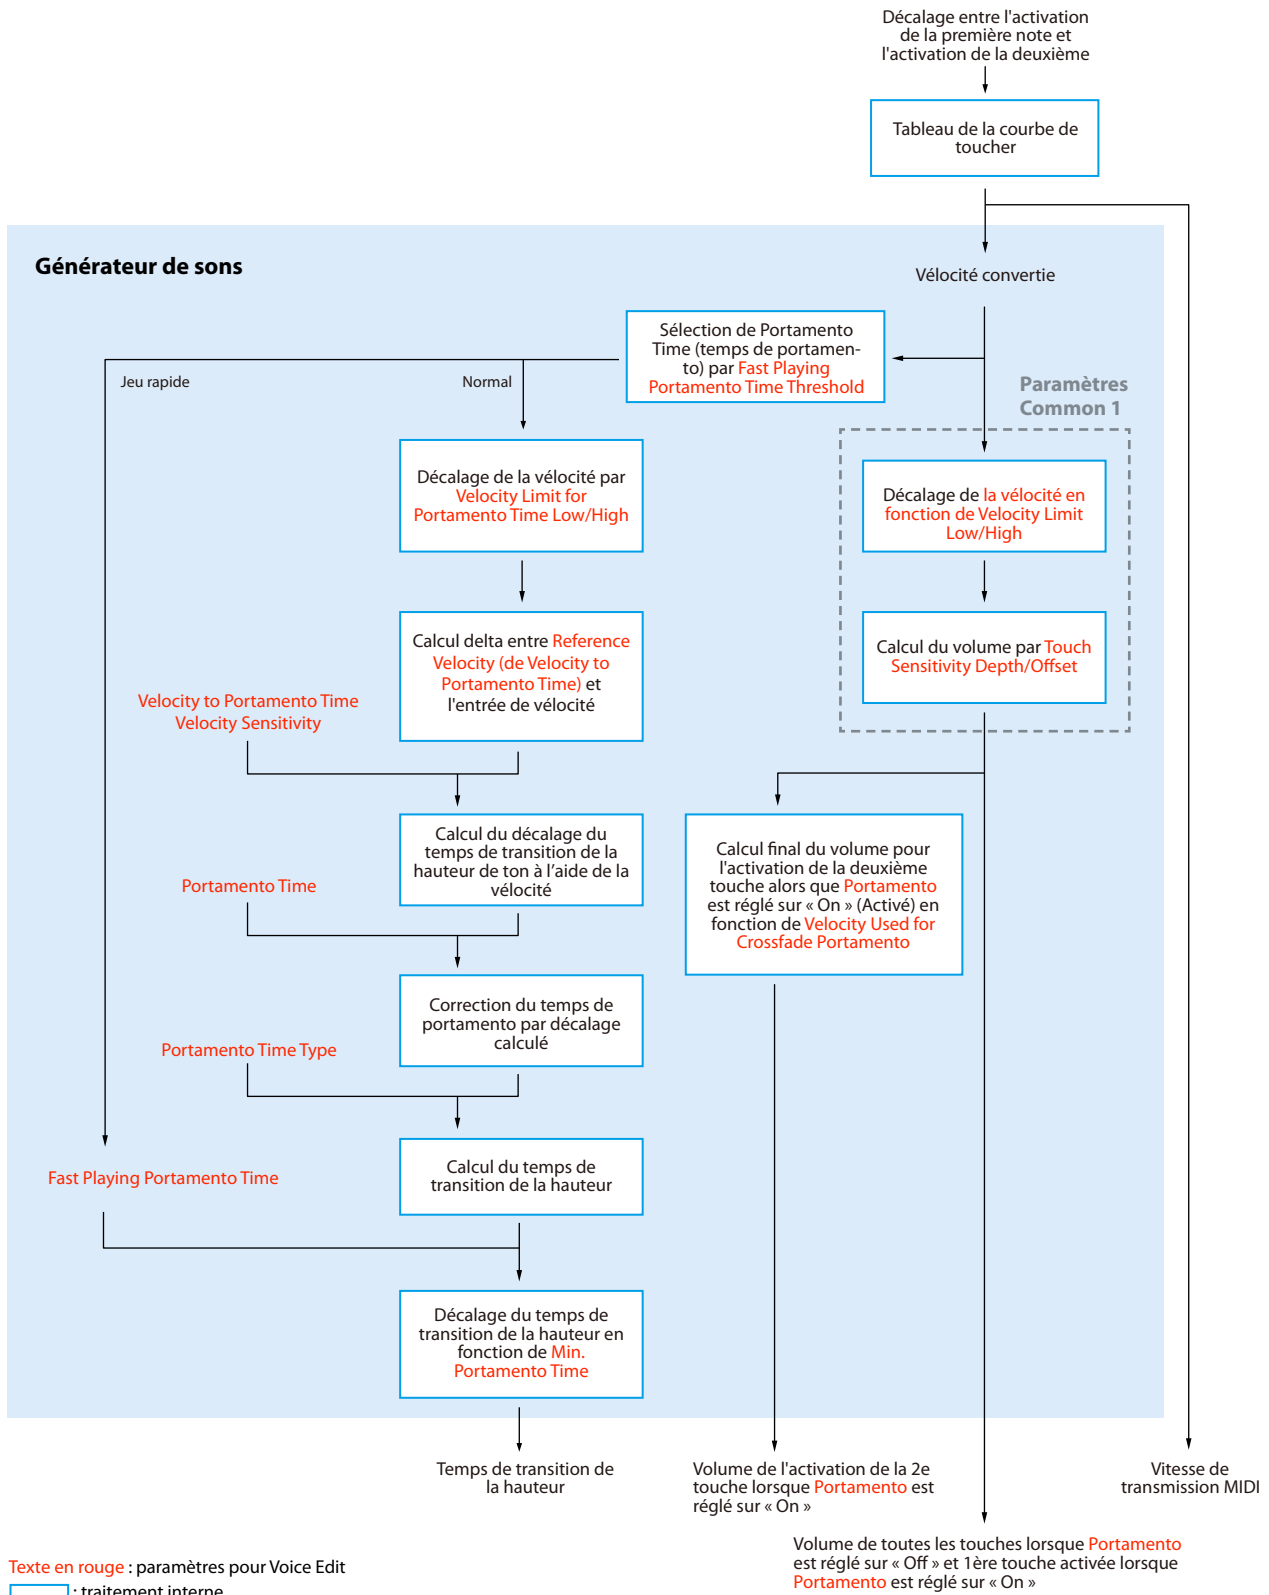 Décalage entre l'activation
de la première note et
l'activation de la deuxième
Tableau de la courbe de
toucher
Générateur de sons
Vélocité convertie
Sélection de Portamento
Time (temps de portamen-
to) par Fast Playing
Portamento Time Threshold
Jeu rapide
Normal
Paramètres
Common 1
Décalage de la vélocité par
Velocity Limit for
Portamento Time Low/High
Décalage de la vélocité en
fonction de Velocity Limit
Low/High
Calcul delta entre Reference
Velocity (de Velocity to
Portamento Time) et
l'entrée de vélocité
Calcul du volume par Touch
Sensitivity Depth/Offset
Velocity to Portamento Time
Velocity Sensitivity
Calcul du décalage du
temps de transition de la
hauteur de ton à l’aide de la
vélocité
Calcul final du volume pour
l'activation de la deuxième
touche alors que Portamento
est réglé sur « On » (Activé) en
fonction de Velocity Used for
Crossfade Portamento
Portamento Time
Correction du temps de
portamento par décalage
calculé
Portamento Time Type
Calcul du temps de
transition de la hauteur
Fast Playing Portamento Time
Décalage du temps de
transition de la hauteur en
fonction de Min.
Portamento Time
Temps de transition de
la hauteur
Volume de l'activation de la 2e
touche lorsque Portamento est
réglé sur « On »
Vitesse de
transmission MIDI
Volume de toutes les touches lorsque Portamento
est réglé sur « Off » et 1ère touche activée lorsque
Portamento est réglé sur « On »
Texte en rouge : paramètres pour Voice Edit
: traitement interne